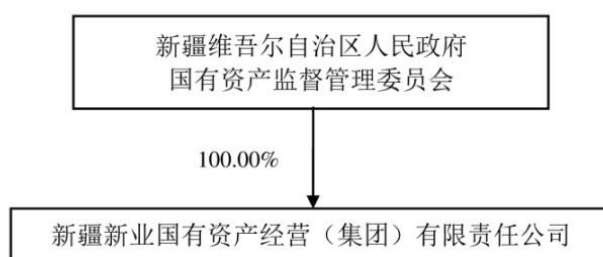 新疆维吾尔自治区人民政府
国有资产监督管理委员会
100.00%
新疆新业国有资产经营（集团）有限责任公司